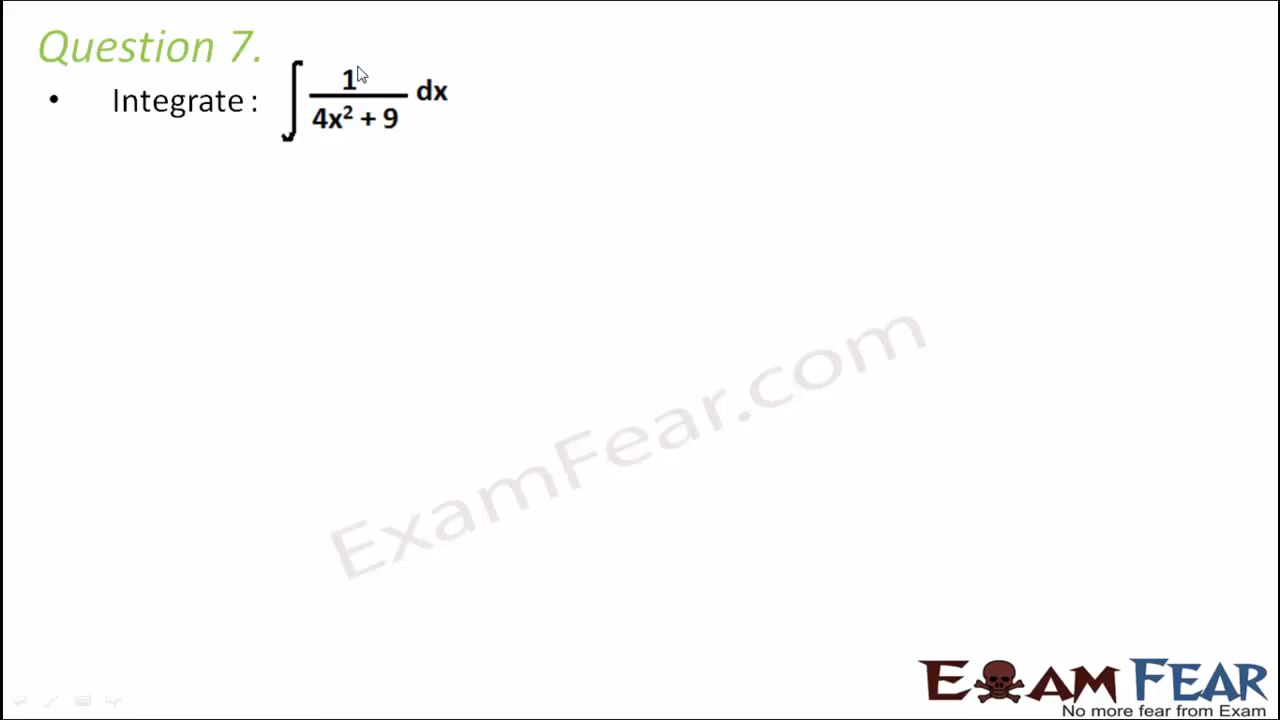 Question 7.
• Integrate : ∫ 1 / 4x² + 9 dx
ExamFear.com
EXAM FEAR
No more fear from Exam